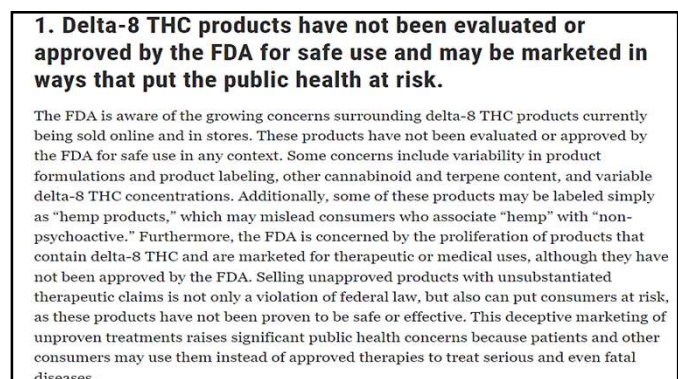 1. Delta-8 THC products have not been evaluated or
approved by the FDA for safe use and may be marketed in
ways that put the public health at risk.
The FDA is aware of the growing concerns surrounding delta-8 THC products currently
being sold online and in stores. These products have not been evaluated or approved by
the FDA for safe use in any context. Some concerns include variability in product
formulations and product labeling, other cannabinoid and terpene content, and variable
delta-8 THC concentrations. Additionally, some of these products may be labeled simply
as “hemp products,” which may mislead consumers who associate “hemp” with “non-
psychoactive.” Furthermore, the FDA is concerned by the proliferation of products that
contain delta-8 THC and are marketed for therapeutic or medical uses, although they have
not been approved by the FDA. Selling unapproved products with unsubstantiated
therapeutic claims is not only a violation of federal law, but also can put consumers at risk,
as these products have not been proven to be safe or effective. This deceptive marketing of
unproven treatments raises significant public health concerns because patients and other
consumers may use them instead of approved therapies to treat serious and even fatal
diseases.